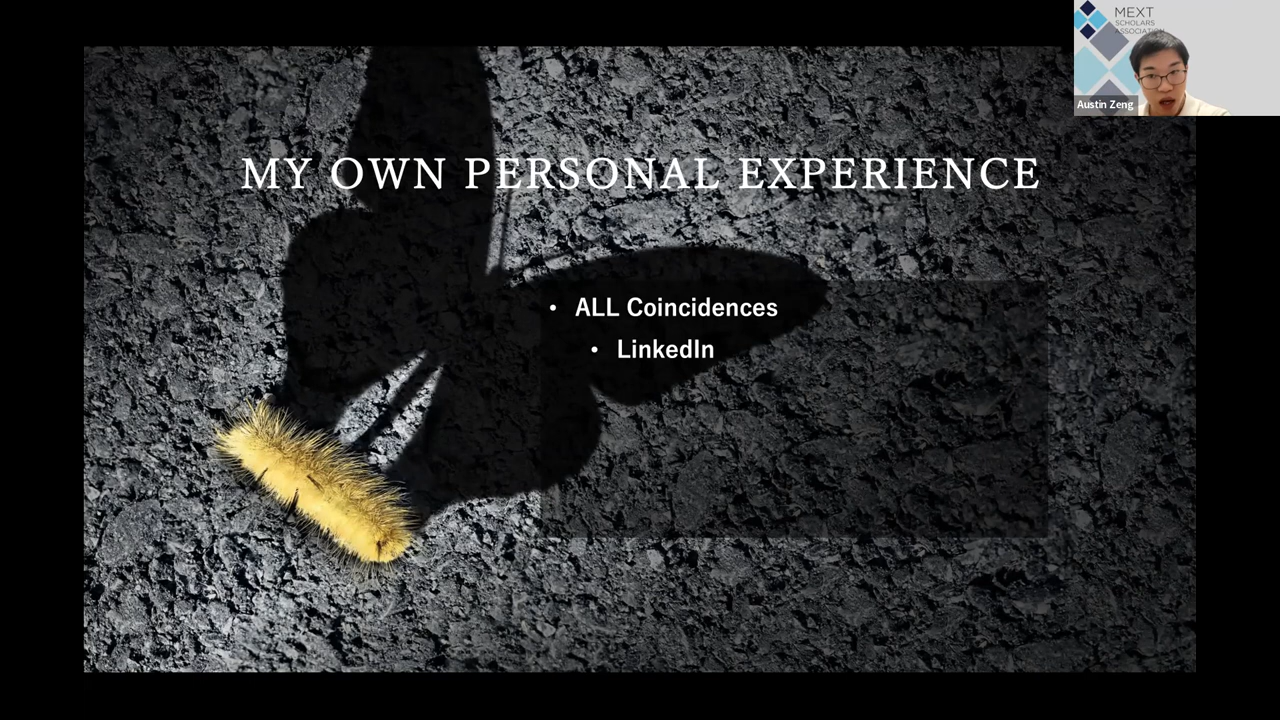 MEXT
SCHOLARS
ASSOCIATION
Austin Zeng
MY OWN PERSONAL EXPERIENCE
• ALL Coincidences
• LinkedIn